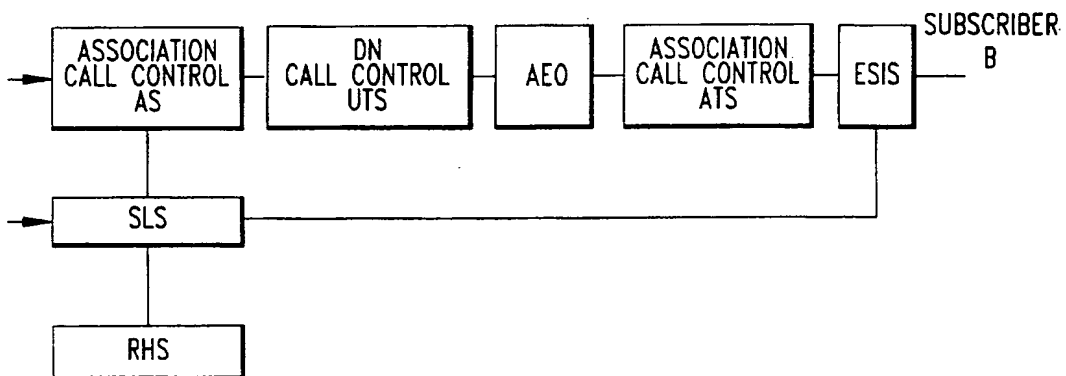 ASSOCIATION
CALL CONTROL
AS
DN
CALL CONTROL
UTS
AEO
ASSOCIATION
CALL CONTROL
ATS
ESIS
SUBSCRIBER
B
SLS
RHS